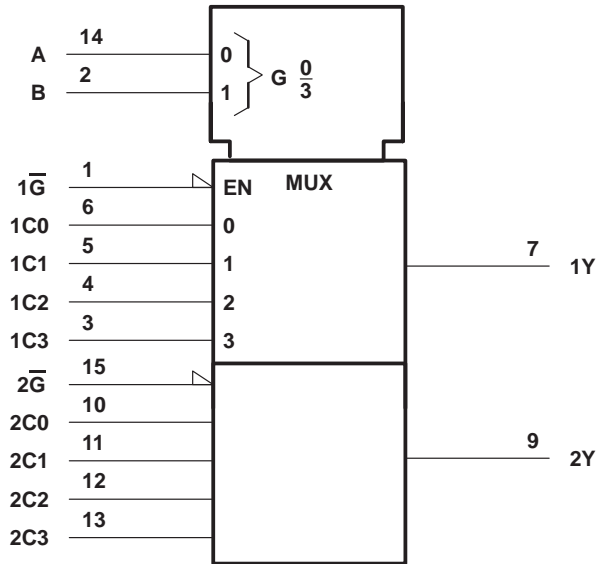 A 14 0
B 2 1
G 0/3
1G̅ 1 EN MUX
1C0 6 0
1C1 5 1
1C2 4 2
1C3 3 3
7 1Y
2G̅ 15
2C0 10
2C1 11
2C2 12
2C3 13
9 2Y